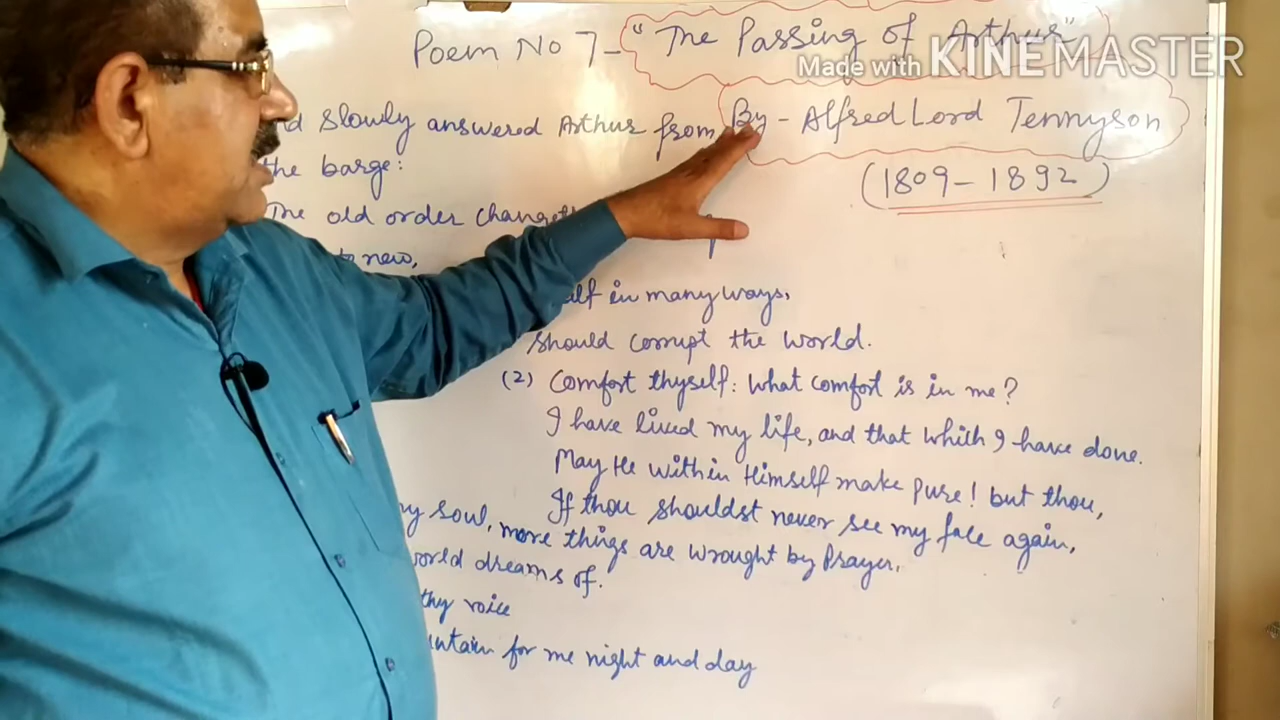 Poem No 7- "The Passing of Arthur"
Made with KINEMASTER
By - Alfred Lord Tennyson
(1809-1892)
slowly answered Arthur from
the barge:
The old order
new,
in many ways,
should corrupt the world.
(2) Comfort thyself: what comfort is in me?
I have lived my life, and that which I have done.
May He within Himself make pure! but thou,
If thou shouldst never see my face again,
soul, more things are wrought by Prayer,
dreams of.
thy voice
for me night and day